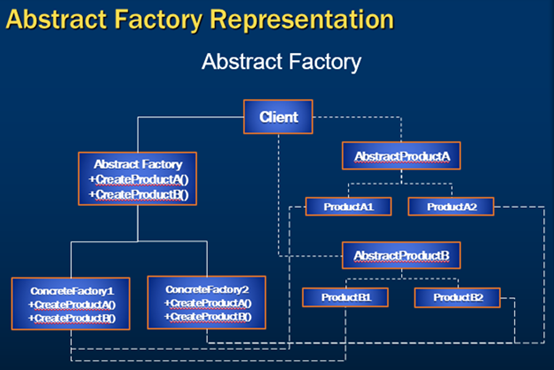 Abstract Factory Representation
Abstract Factory
Client
Abstract Factory
+CreateProductA()
+CreateProductB()
AbstractProductA
ProductA1
ProductA2
AbstractProductB
ProductB1
ProductB2
ConcreteFactory1
+CreateProductA()
+CreateProductB()
ConcreteFactory2
+CreateProductA()
+CreateProductB()